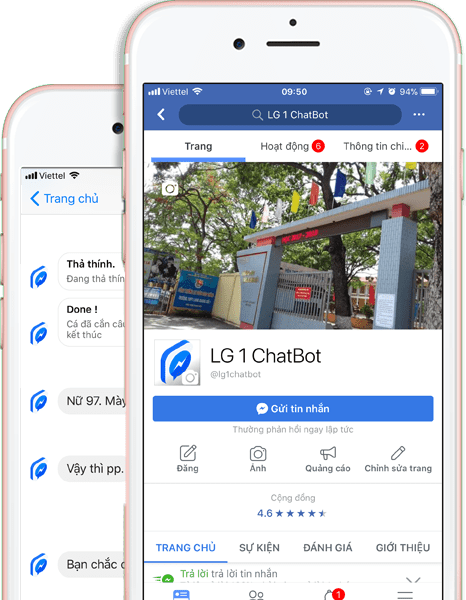 Viettel
Trang chủ
Thả thính.
Đang thả thín
Done !
Cá đã cắn câu
kết thúc
Nữ 97. Mày
Vậy thì pp.
Bạn chắc c
Viettel
09:50
94%
LG 1 ChatBot
Trang
Hoạt động 6
Thông tin chi... 2
LG 1 ChatBot
@lg1chatbot
Gửi tin nhắn
Thường phản hồi ngay lập tức
Đăng
Ảnh
Quảng cáo
Chỉnh sửa trang
Cộng đồng
4.6
TRANG CHỦ
SỰ KIỆN
ĐÁNH GIÁ
GIỚI THIỆU
Trả lời trả lời tin nhắn
1